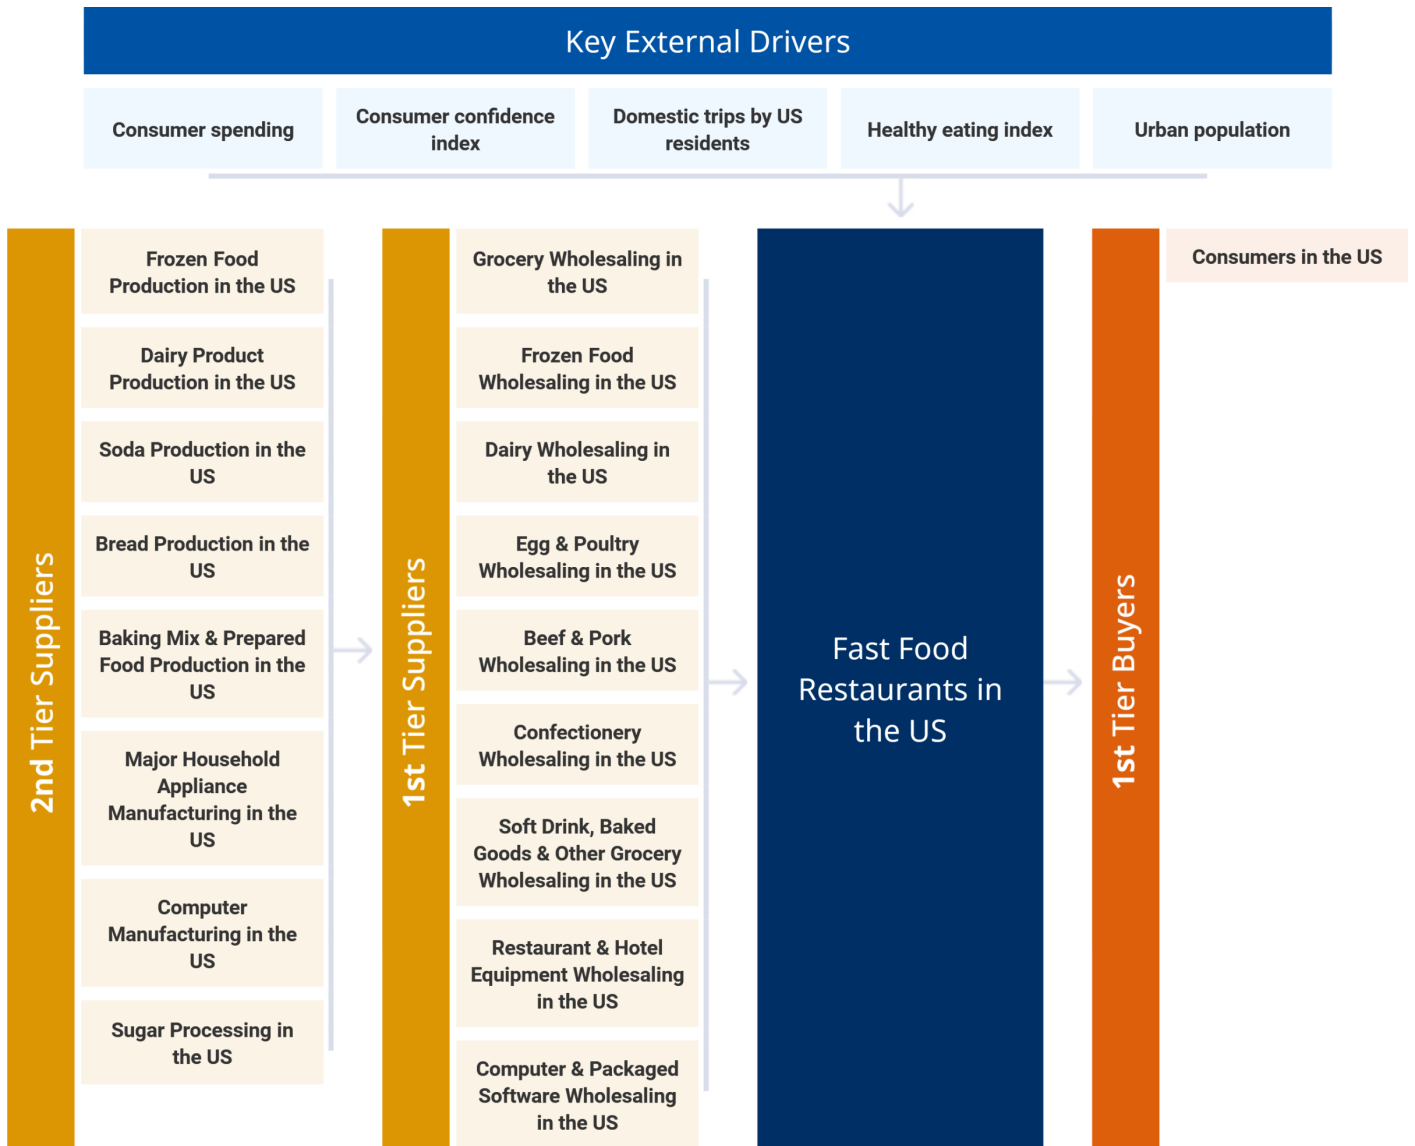 Key External Drivers
Consumer spending
Consumer confidence
index
Domestic trips by US
residents
Healthy eating index
Urban population
2nd Tier Suppliers
Frozen Food
Production in the US
Dairy Product
Production in the US
Soda Production in the
US
Bread Production in the
US
Baking Mix & Prepared
Food Production in the
US
Major Household
Appliance
Manufacturing in the
US
Computer
Manufacturing in the
US
Sugar Processing in
the US
1st Tier Suppliers
Grocery Wholesaling in
the US
Frozen Food
Wholesaling in the US
Dairy Wholesaling in
the US
Egg & Poultry
Wholesaling in the US
Beef & Pork
Wholesaling in the US
Confectionery
Wholesaling in the US
Soft Drink, Baked
Goods & Other Grocery
Wholesaling in the US
Restaurant & Hotel
Equipment Wholesaling
in the US
Computer & Packaged
Software Wholesaling
in the US
Fast Food
Restaurants in
the US
1st Tier Buyers
Consumers in the US